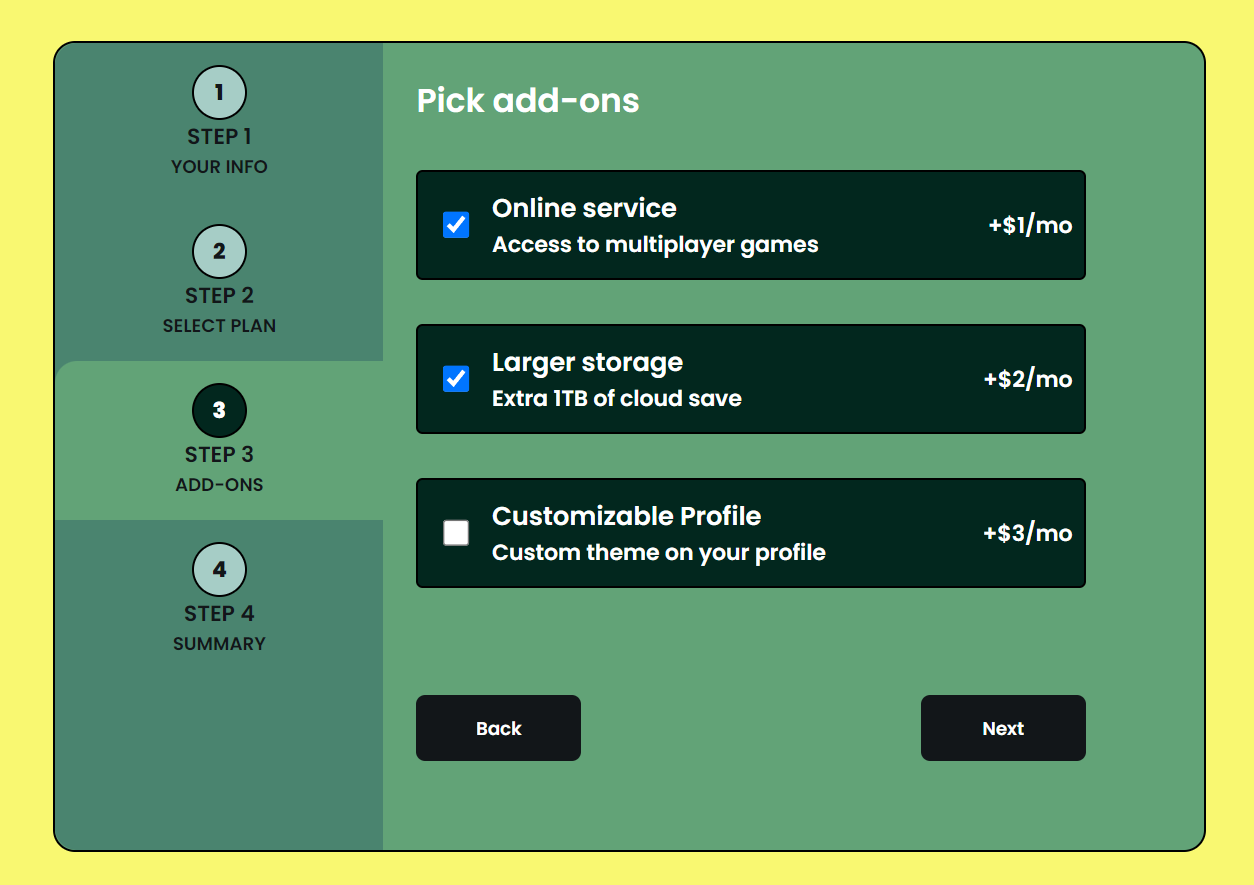 1
STEP 1
YOUR INFO
2
STEP 2
SELECT PLAN
3
STEP 3
ADD-ONS
4
STEP 4
SUMMARY
Pick add-ons
Online service
Access to multiplayer games
+$1/mo
Larger storage
Extra 1TB of cloud save
+$2/mo
Customizable Profile
Custom theme on your profile
+$3/mo
Back
Next